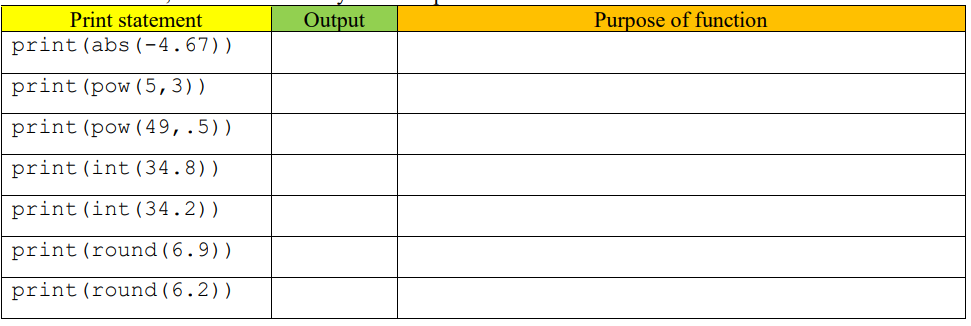 Print statement Output Purpose of function
print(abs(-4.67))
print(pow(5,3))
print(pow(49,.5))
print(int(34.8))
print(int(34.2))
print(round(6.9))
print(round(6.2))